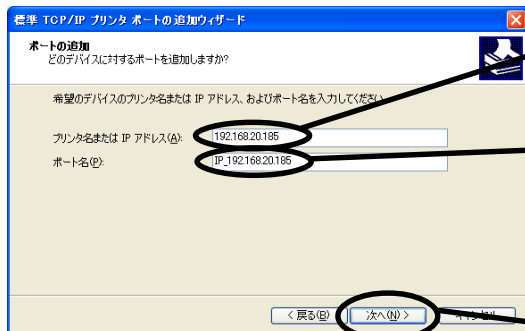 標準 TCP/IP プリンタ ポートの追加ウィザード
ポートの追加
どのデバイスに対するポートを追加しますか?
希望のデバイスのプリンタ名または IP アドレス、およびポート名を入力してください。
プリンタ名または IP アドレス(A): 192.168.20.185
ポート名(P): IP_192.168.20.185
< 戻る(B) 次へ(N) > キャンセル